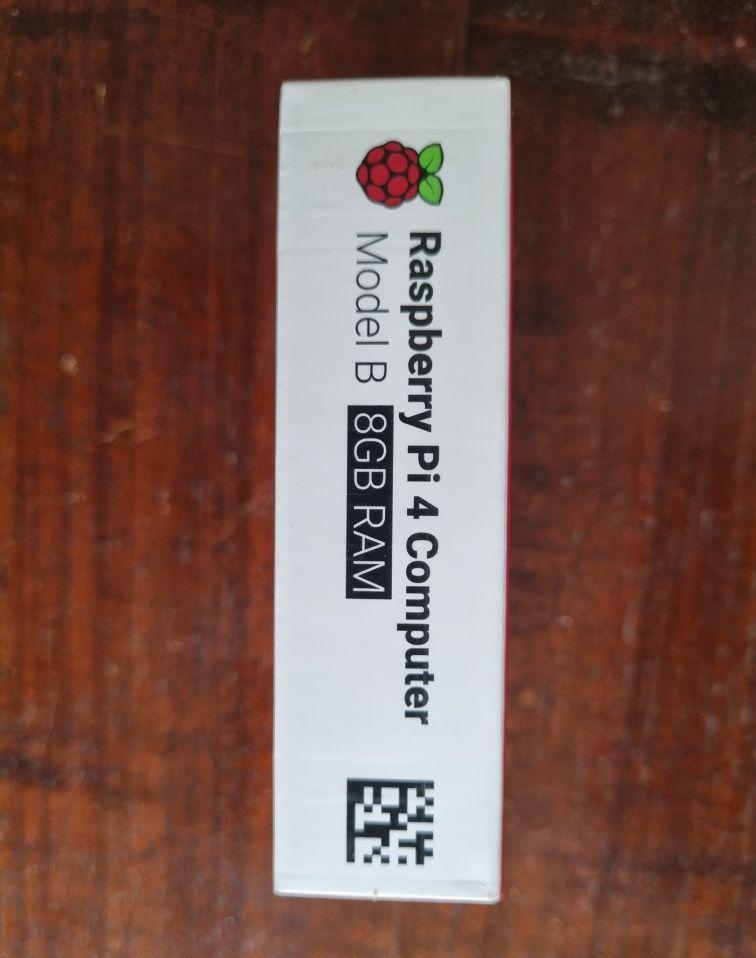 Raspberry Pi 4 Computer
Model B 8GB RAM